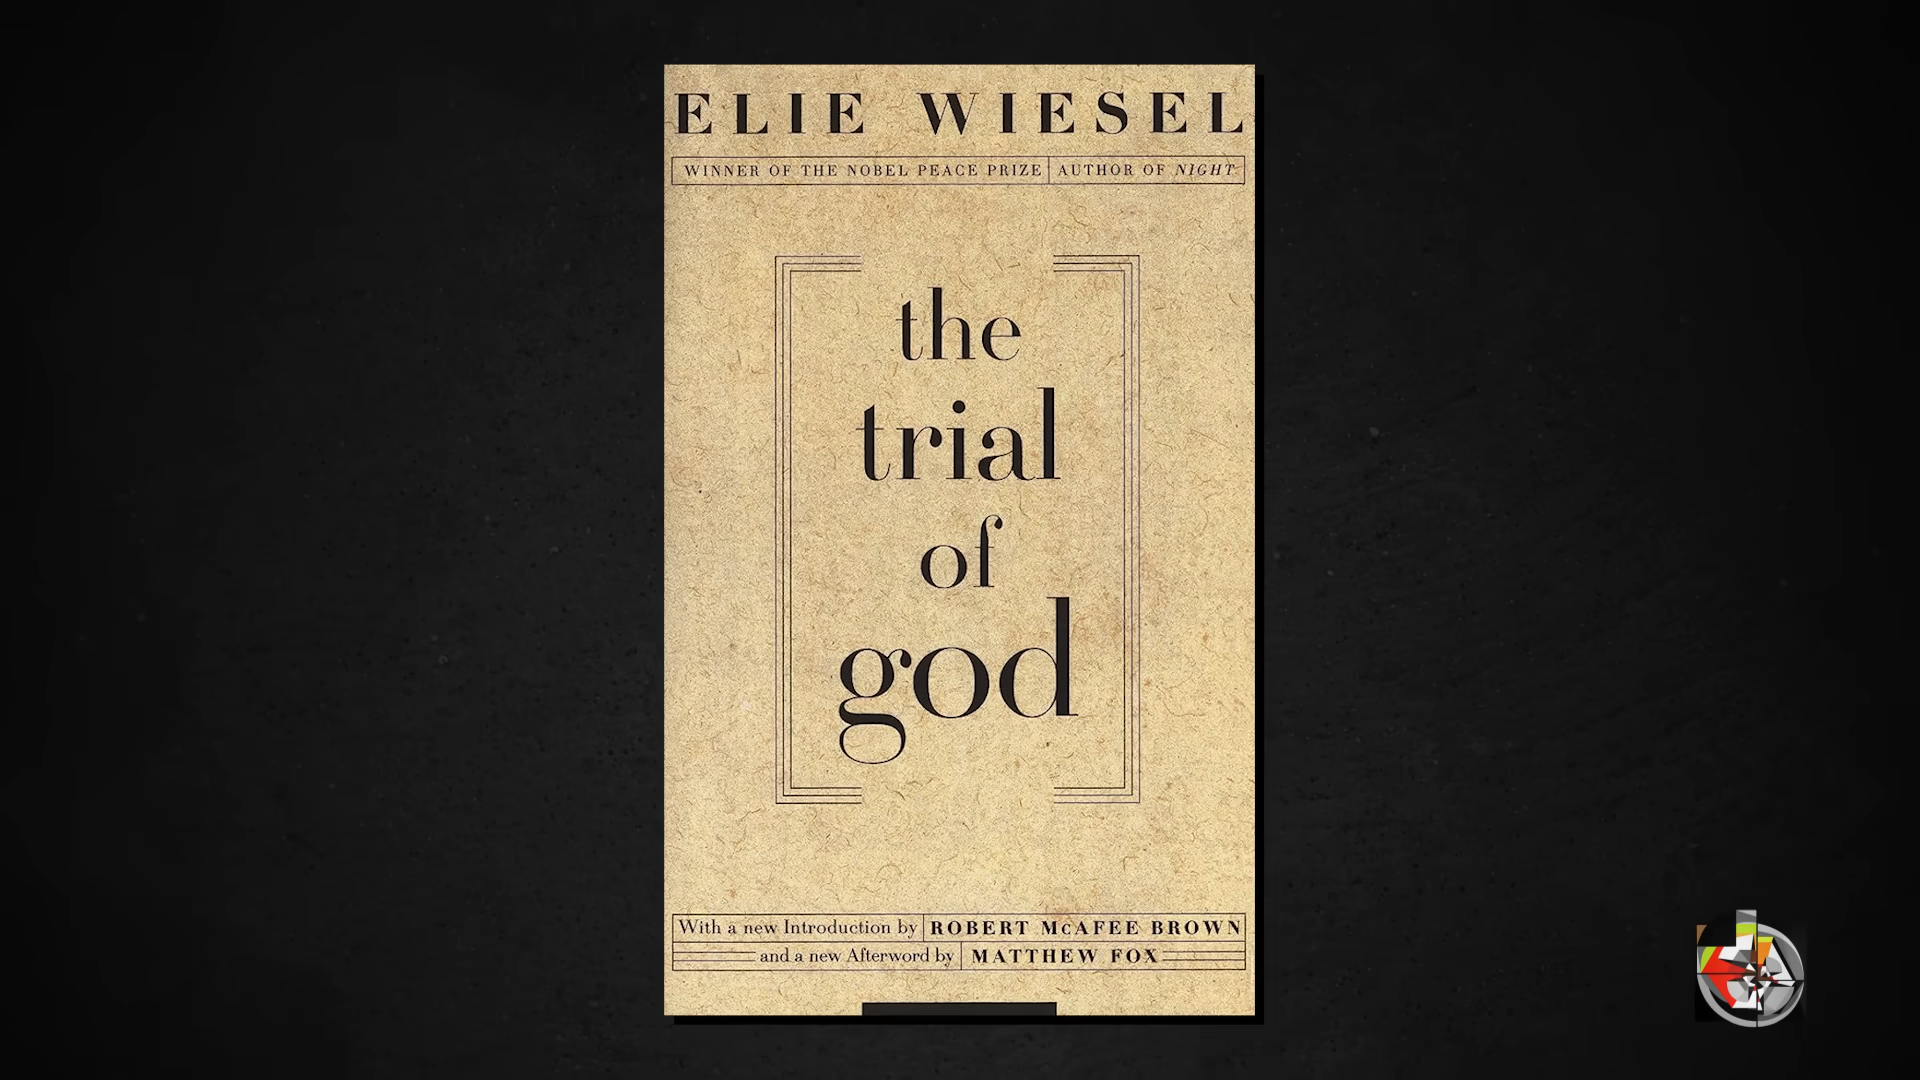 ELIE WIESEL
WINNER OF THE NOBEL PEACE PRIZE AUTHOR OF NIGHT
the
trial
of
god
With a new Introduction by ROBERT McAFEE BROWN
and a new Afterword by MATTHEW FOX